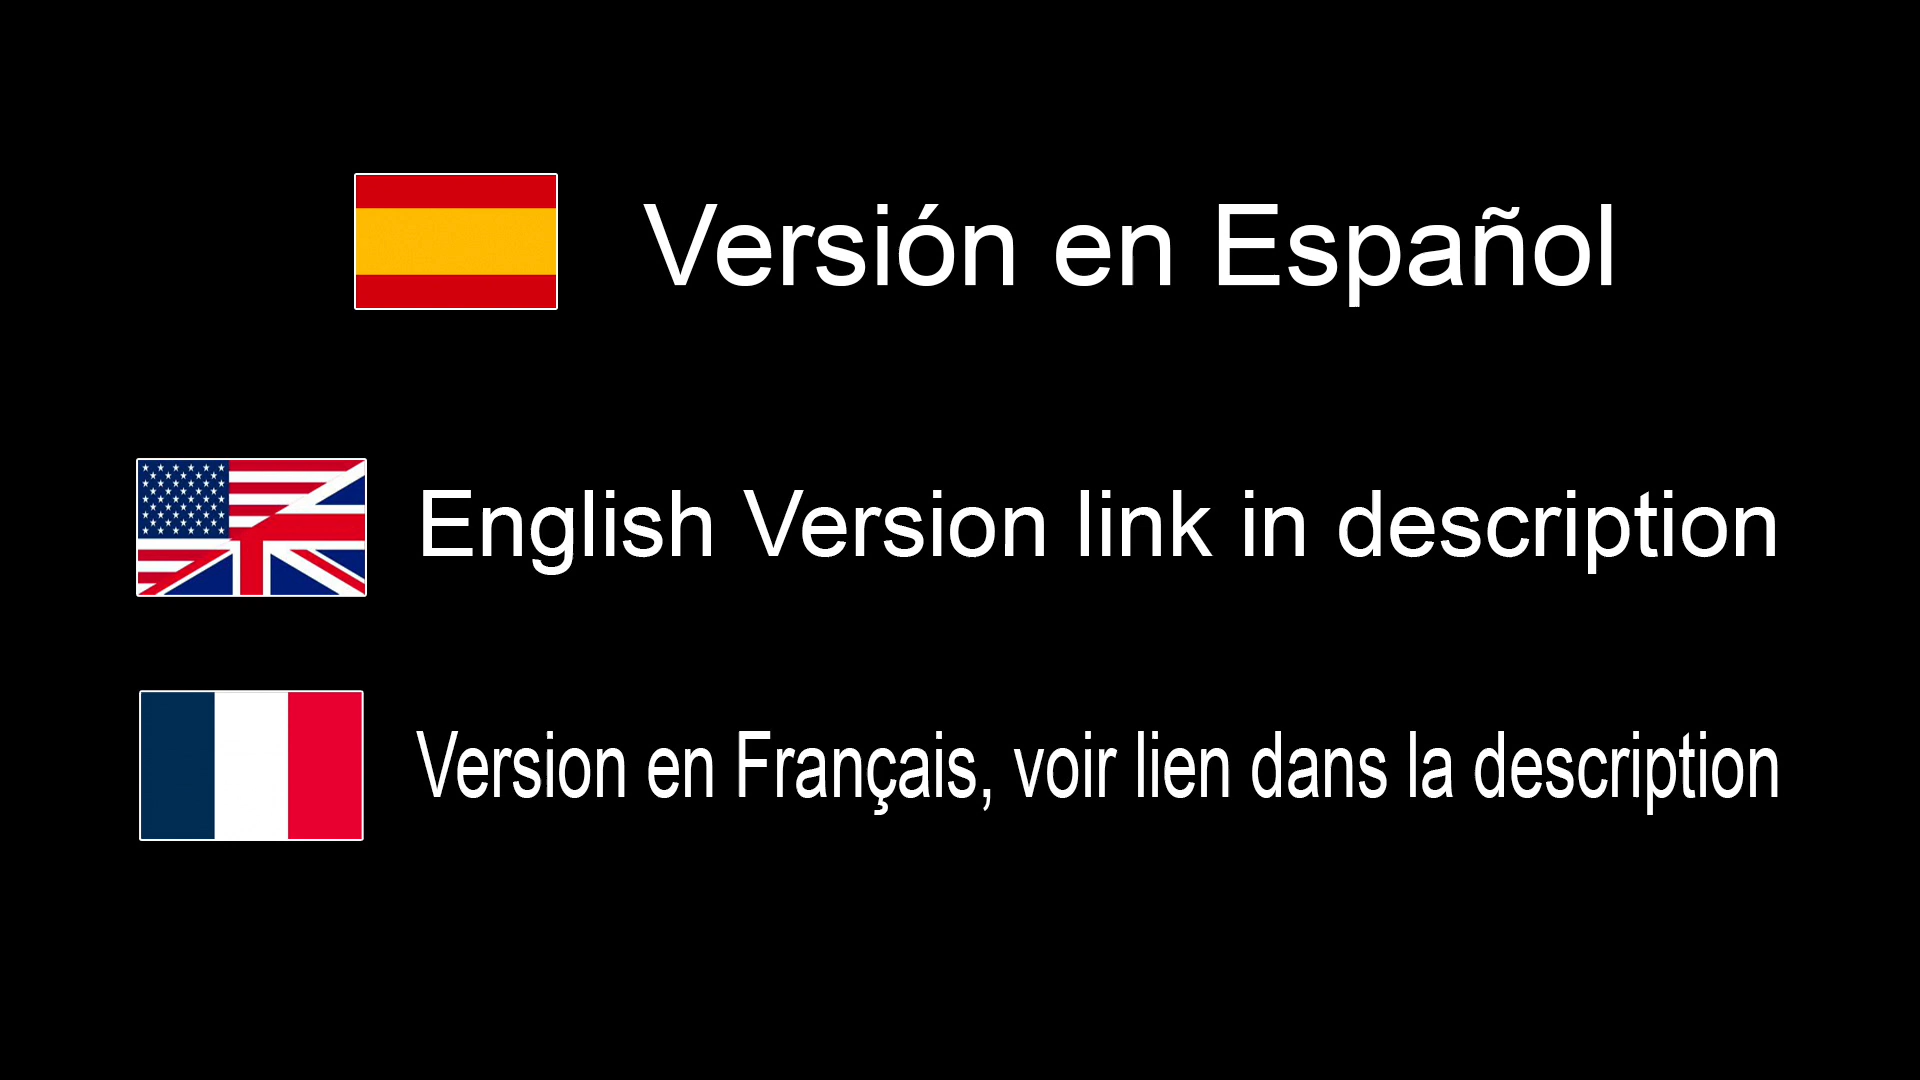 Versión en Español
English Version link in description
Version en Français, voir lien dans la description